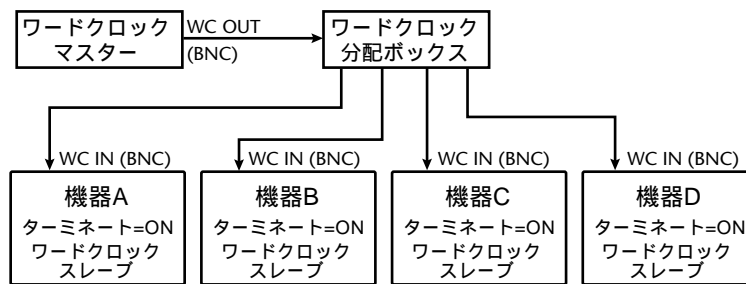 ワードクロック
マスター
WC OUT
(BNC)
ワードクロック
分配ボックス
WC IN (BNC)
WC IN (BNC)
WC IN (BNC)
WC IN (BNC)
機器A
ターミネート=ON
ワードクロック
スレーブ
機器B
ターミネート=ON
ワードクロック
スレーブ
機器C
ターミネート=ON
ワードクロック
スレーブ
機器D
ターミネート=ON
ワードクロック
スレーブ